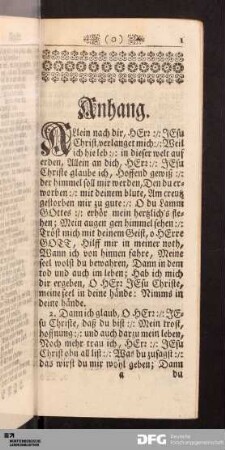 ( o ) 1
Anhang.
Allein nach dir, HErr :/: JEsu
Christ, verlanget mich :/: Weil
ich hie leb :/: in dieser welt auf
erden, Allein an dich, HErr :/: JEsu
Christe glaube ich, Hoffend gewiß :/:
der himmel soll mir werden, Den du er-
worben :/: mit deinem blute, Am creutz
gestorben mir zu gute :/: O du Lamm
GOttes :/: erhör mein hertzlich's fle-
hen; Mein augen gen himmel sehen :/:
Tröst mich mit deinem Geist, o HErre
GOTT, Hilff mir in meiner noth,
Wann ich von hinnen fahre, Meine
seel wollst du bewahren, Dann in dem
tod und auch im leben; Hab ich mich
dir ergeben, O HErr JEsu Christe,
meine seel in deine hände: Nimms in
deine hände.
2. Dann ich glaub, O HErr :/: JE-
su Christe, daß du bist :/: Mein trost,
hoffnung :/: und auch darzu mein leben,
Noch mehr trau ich, HErr :/: JEsu
Christ ohn all list :/: Was du zusagst :/:
das wirst du mir wohl geben; Dann
a du
DFG Deutsche
Forschungsgemeinschaft